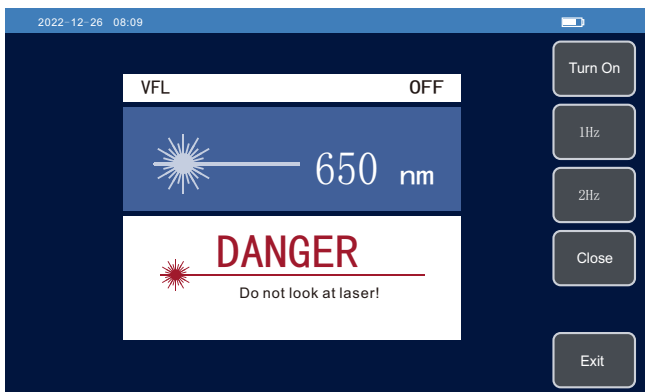 2022-12-26 08:09
VFL OFF
650 nm
DANGER
Do not look at laser!
Turn On
1Hz
2Hz
Close
Exit